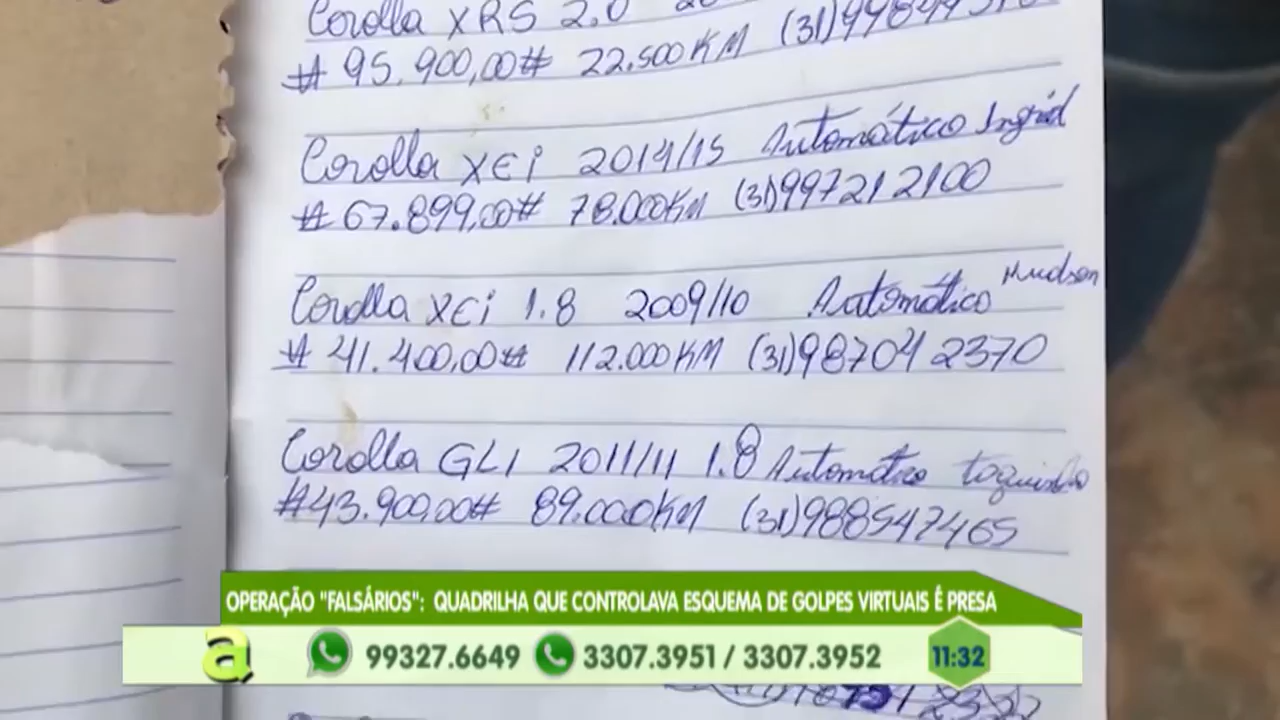 Corolla XRS 2.0
# 95.900,00# 22.500KM
Corolla XEi 2014/15 Automático Ingrid
# 67.899,00# 78.000KM (31)997212100
Corolla XEi 1.8 2009/10 Automático Hudson
# 41.400,00# 112.000KM (31)987042370
Corolla GLI 2011/11 1.8 Automático
#43.900,00# 89.000KM (31)988547465
OPERAÇÃO "FALSÁRIOS": QUADRILHA QUE CONTROLAVA ESQUEMA DE GOLPES VIRTUAIS É PRESA
a 99327.6649 3307.3951 / 3307.3952 11:32